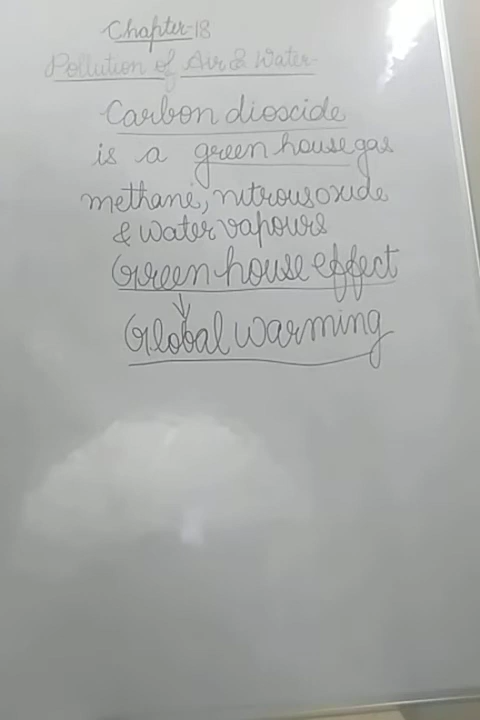 Chapter-18
Pollution of Air & Water
Carbon dioxcide
is a green house gas
methane, nitrous oxide
& water vapours
Green house effect
↓
Global warming